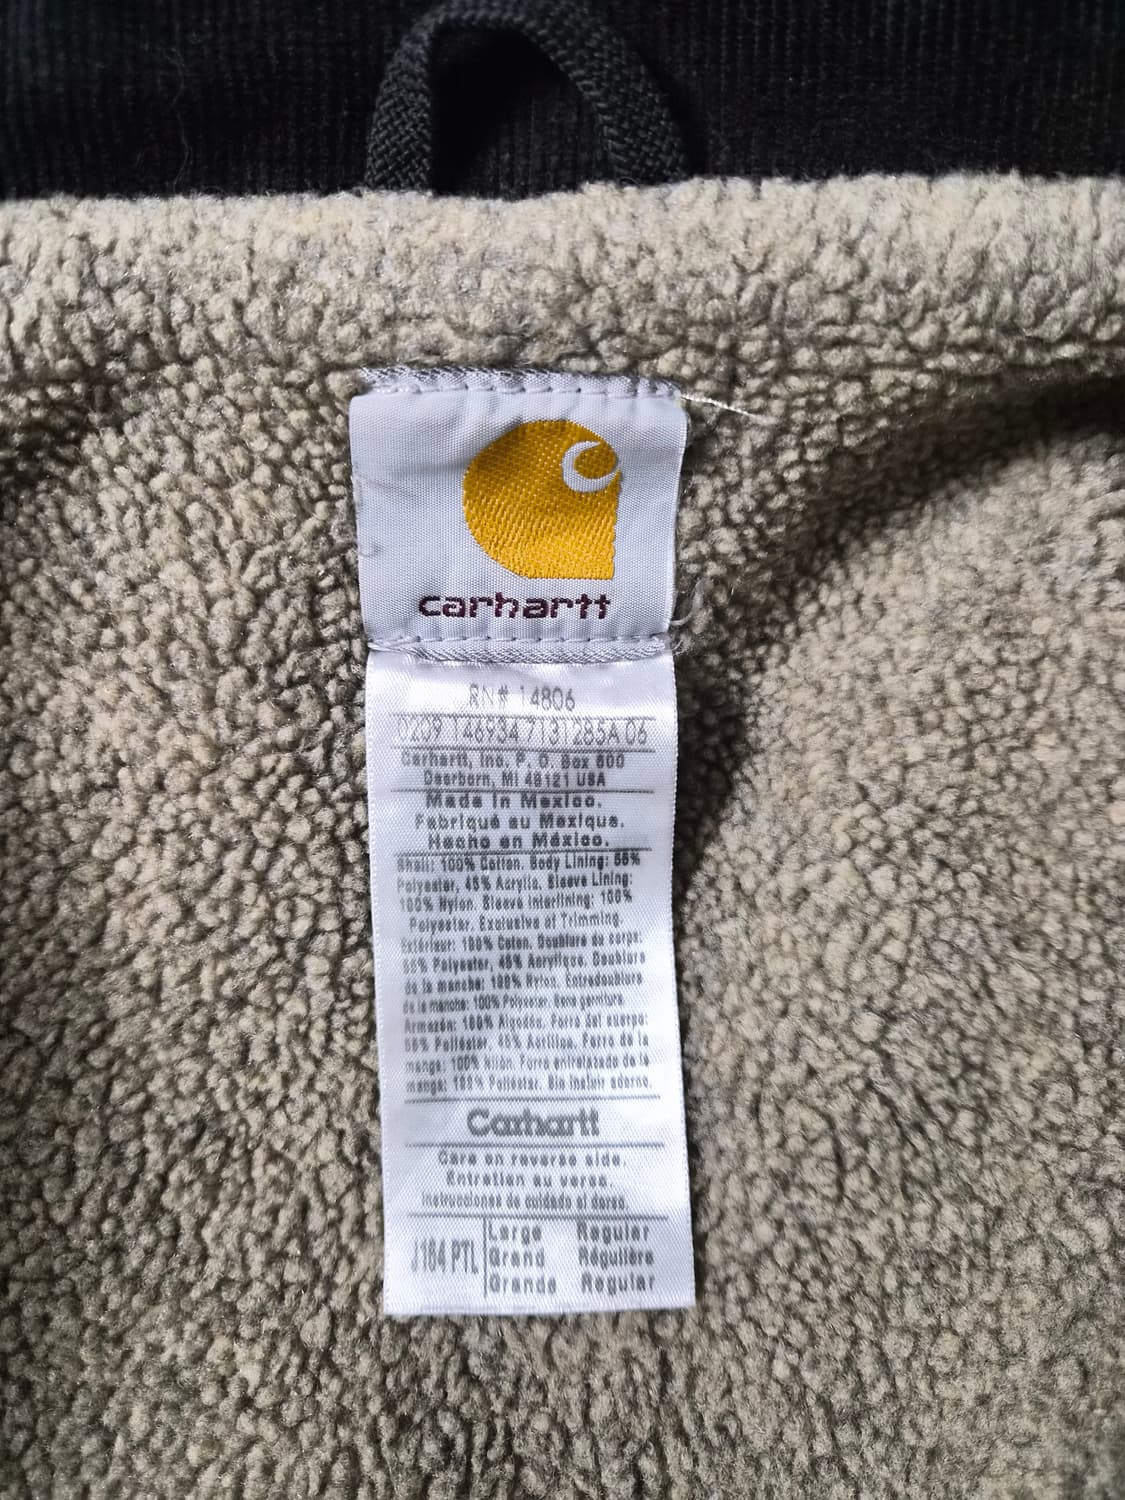 carhartt
RN# 14806
0209 146934 7131285A 06
Carhartt, Inc. P. O. Box 600
Dearborn, MI 48121 USA
Made in Mexico.
Fabriqué au Mexique.
Hecho en México.
Shell: 100% Cotton. Body Lining: 55%
Polyester, 45% Acrylic. Sleeve Lining:
100% Nylon. Sleeve Interlining: 100%
Polyester. Exclusive of Trimming.
Extérieur: 100% Coton. Doublure du corps:
55% Polyester, 45% Acrylique. Doublure
de la manche: 100% Nylon. Entredoublure
de la manche: 100% Polyester. Sans garniture
Armazón: 100% Algodón. Forro del cuerpo:
55% Poliéster, 45% Acrílico. Forro de la
manga: 100% Nilón. Forro entrelazado de la
manga: 100% Poliéster. Sin incluir adorno.
Carhartt
Care on reverse side.
Entretien au verso.
Instrucciones de cuidado al dorso.
J184 PTL
Large Regular
Grand Régulière
Grande Regular